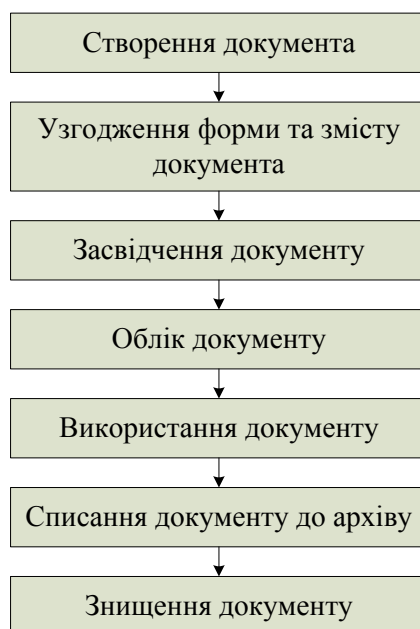 Створення документа
Узгодження форми та змісту
документа
Засвідчення документу
Облік документу
Використання документу
Списання документу до архіву
Знищення документу